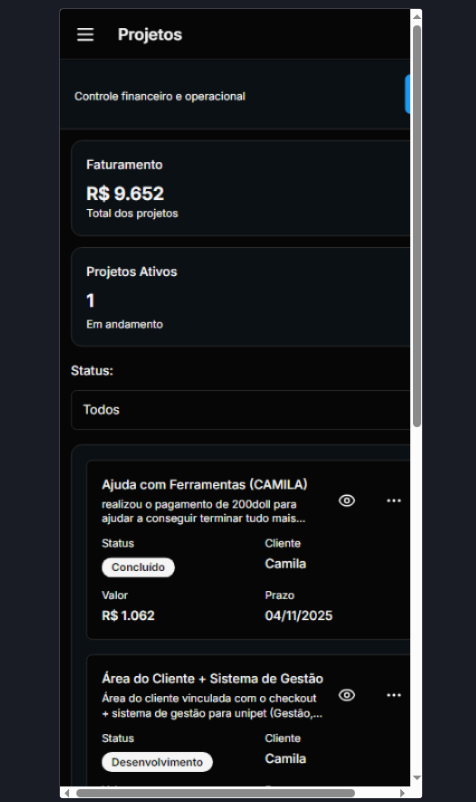 Projetos
Controle financeiro e operacional
Faturamento
R$ 9.652
Total dos projetos
Projetos Ativos
1
Em andamento
Status:
Todos
Ajuda com Ferramentas (CAMILA)
realizou o pagamento de 200doll para
ajudar a conseguir terminar tudo mais...
Status
Cliente
Concluído
Camila
Valor
Prazo
R$ 1.062
04/11/2025
Área do Cliente + Sistema de Gestão
Área do cliente vinculada com o checkout
+ sistema de gestão para unipet (Gestão,...
Status
Cliente
Desenvolvimento
Camila